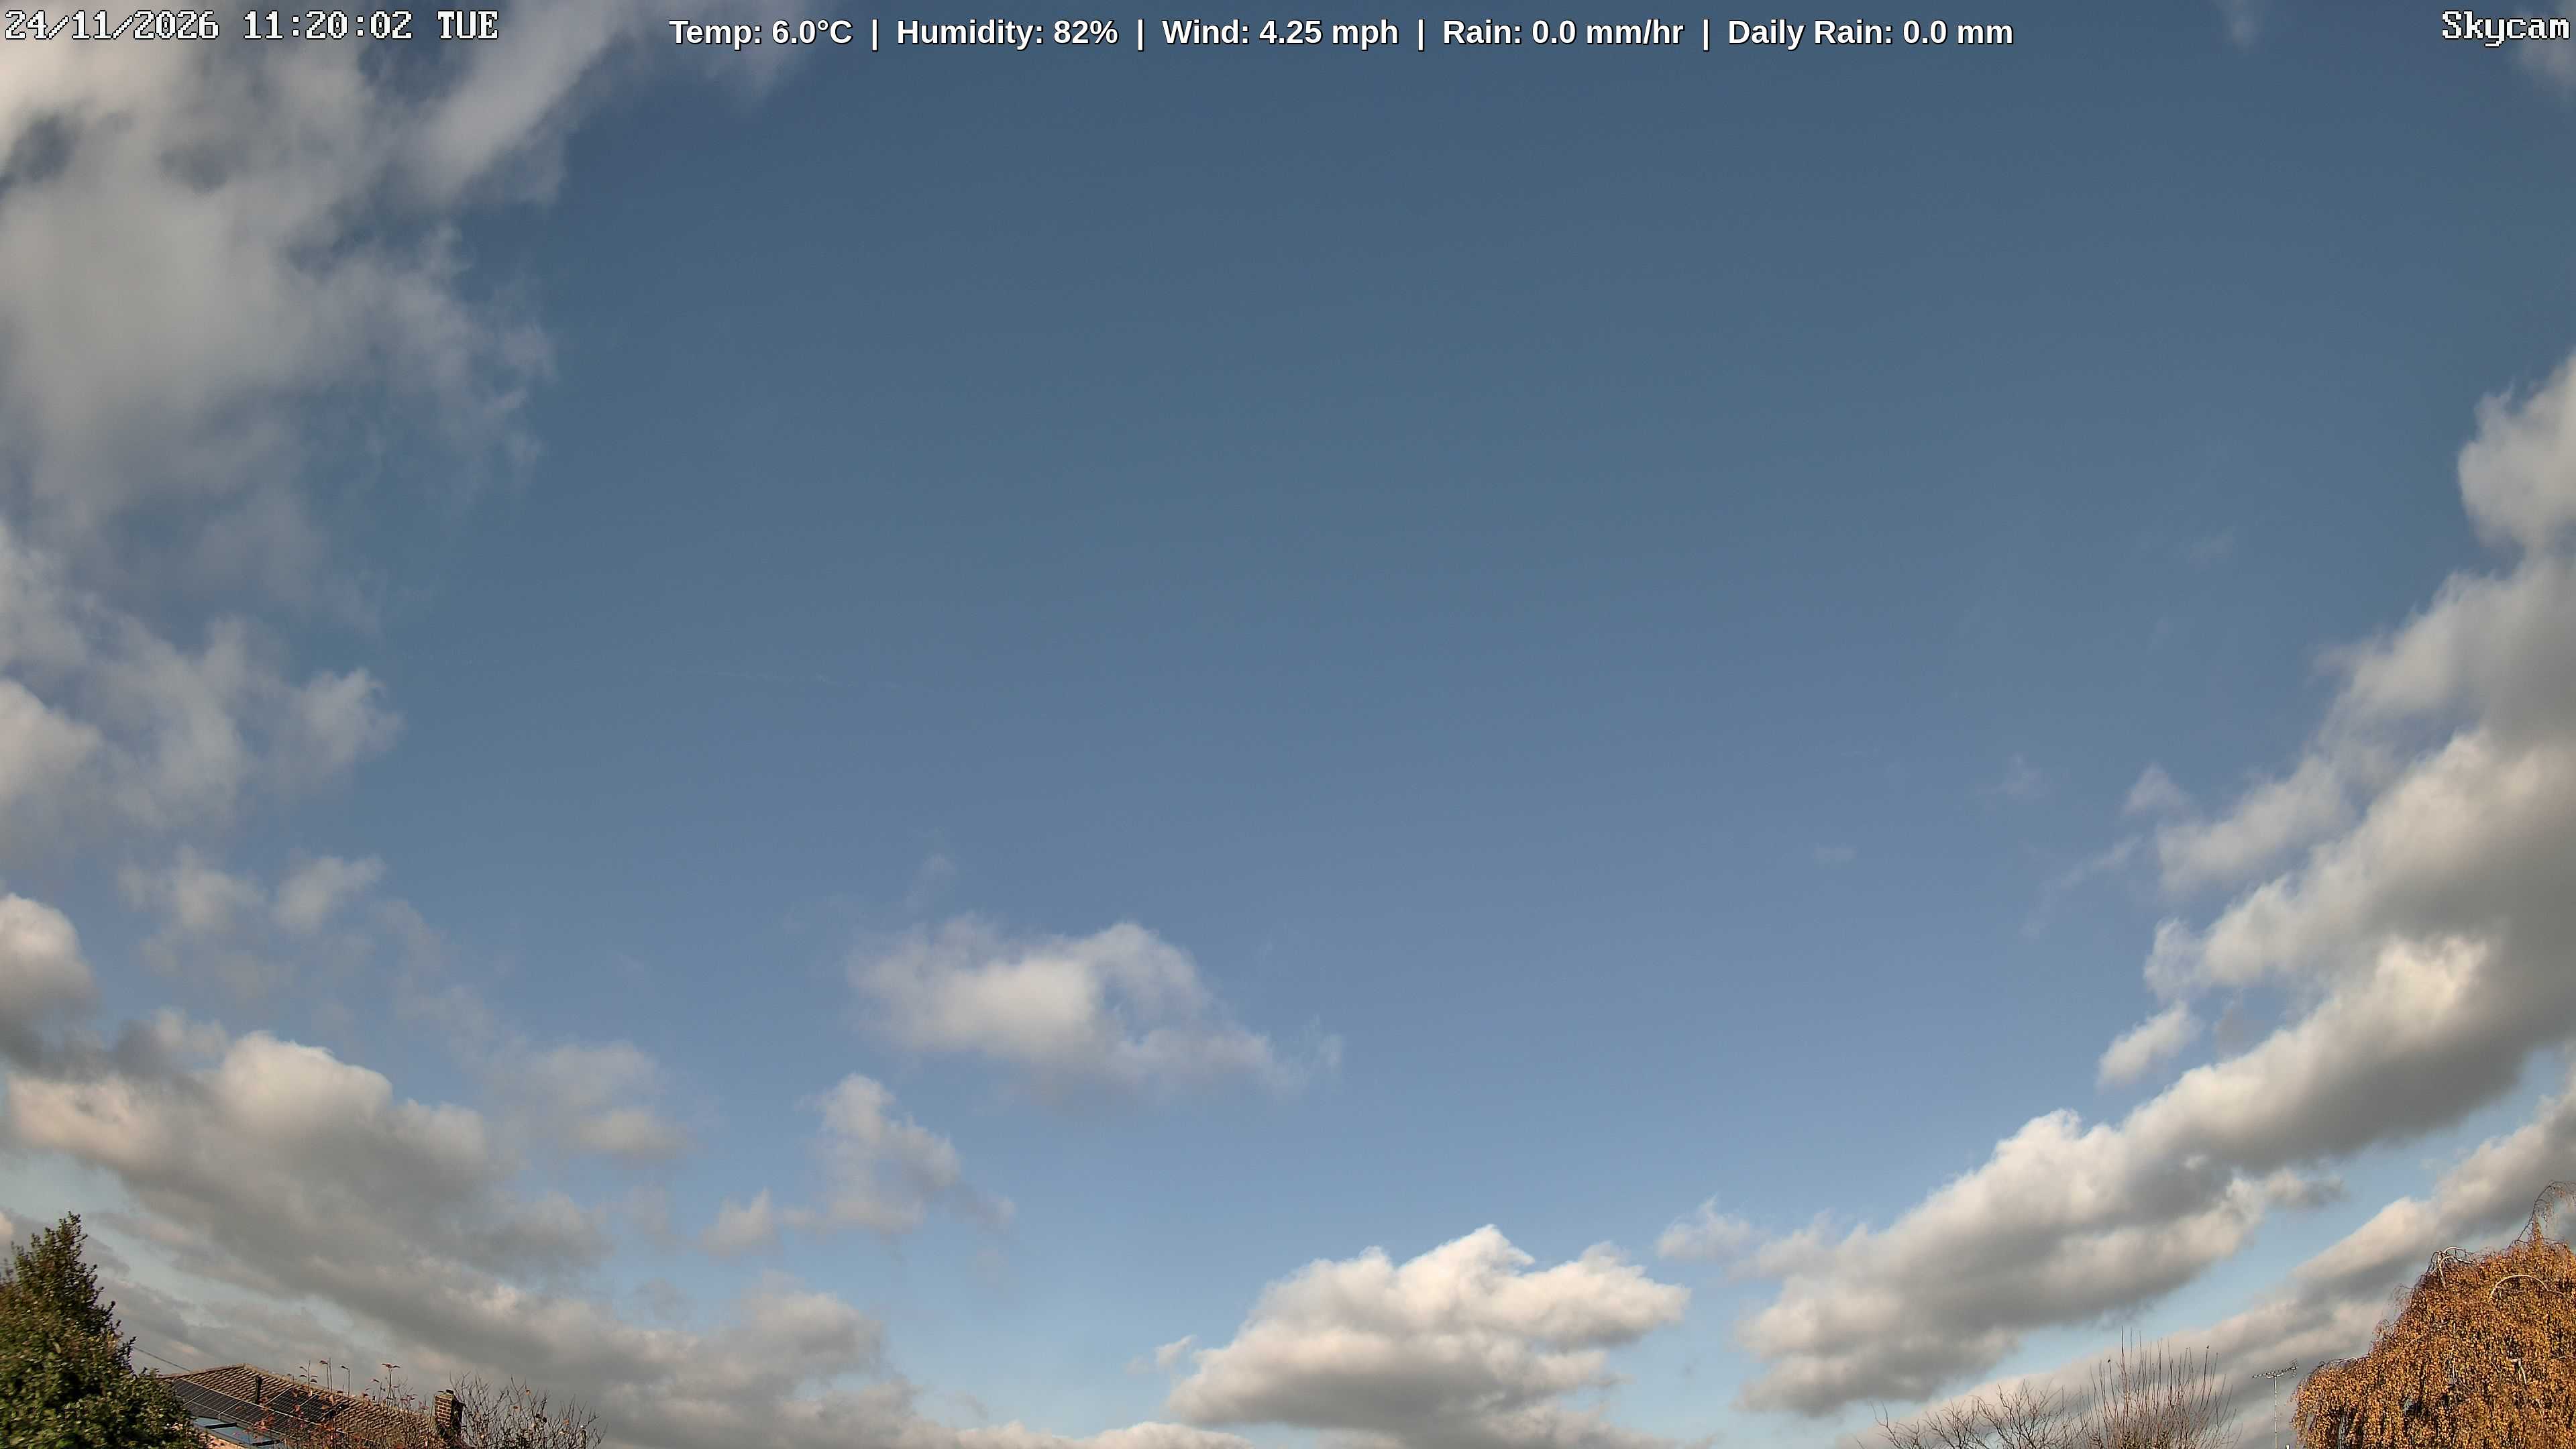 24/11/2026 11:20:02 TUE
Temp: 6.0°C | Humidity: 82% | Wind: 4.25 mph | Rain: 0.0 mm/hr | Daily Rain: 0.0 mm
Skycam